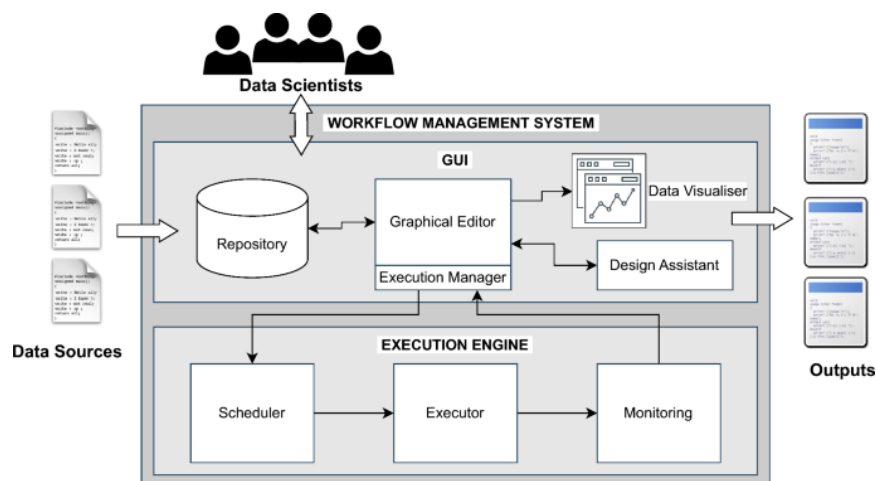 Data Scientists
WORKFLOW MANAGEMENT SYSTEM
GUI
Repository
Graphical Editor
Execution Manager
Data Visualiser
Design Assistant
Data Sources
EXECUTION ENGINE
Scheduler
Executor
Monitoring
Outputs